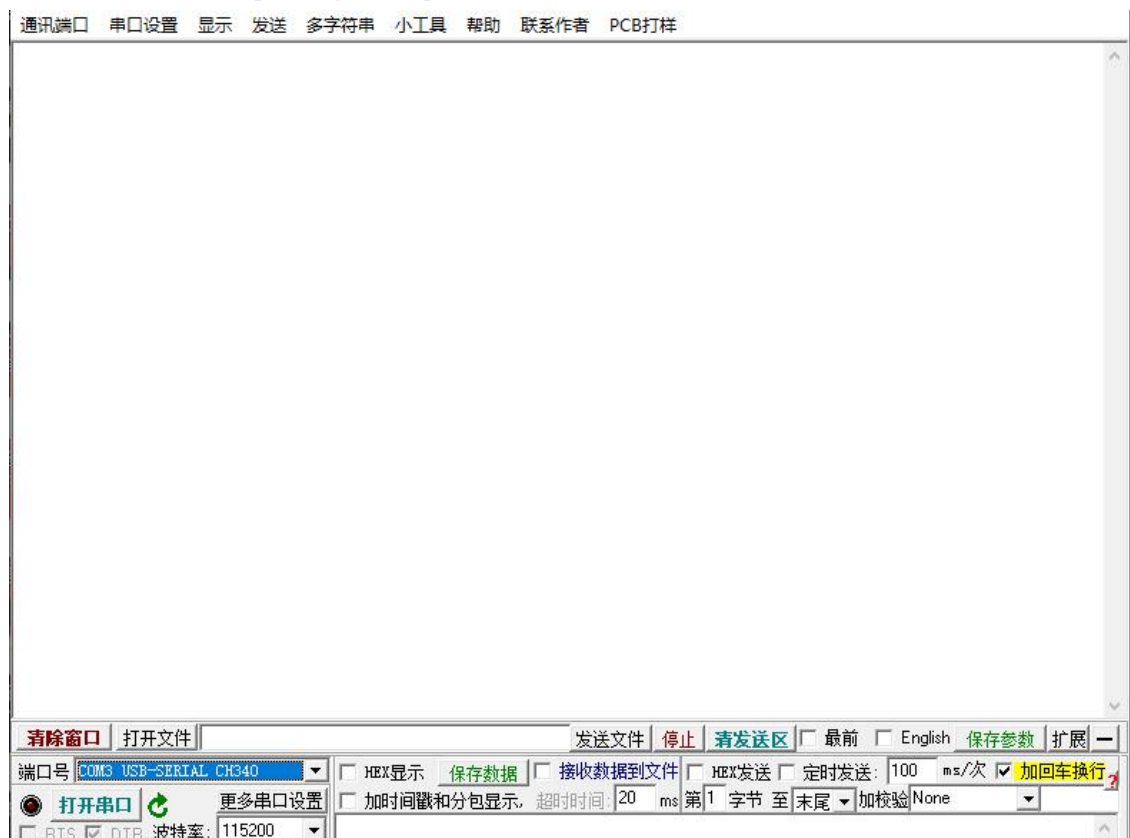 通讯端口 串口设置 显示 发送 多字符串 小工具 帮助 联系作者 PCB打样
清除窗口 打开文件 发送文件 停止 清发送区 最前 English 保存参数 扩展 —
端口号 COM3 USB-SERIAL CH340 HEX显示 保存数据 接收数据到文件 HEX发送 定时发送: 100 ms/次 加回车换行 ?
打开串口 更多串口设置 加时间戳和分包显示, 超时时间: 20 ms 第 1 字节 至 末尾 加校验 None
RTS DTR 波特率: 115200